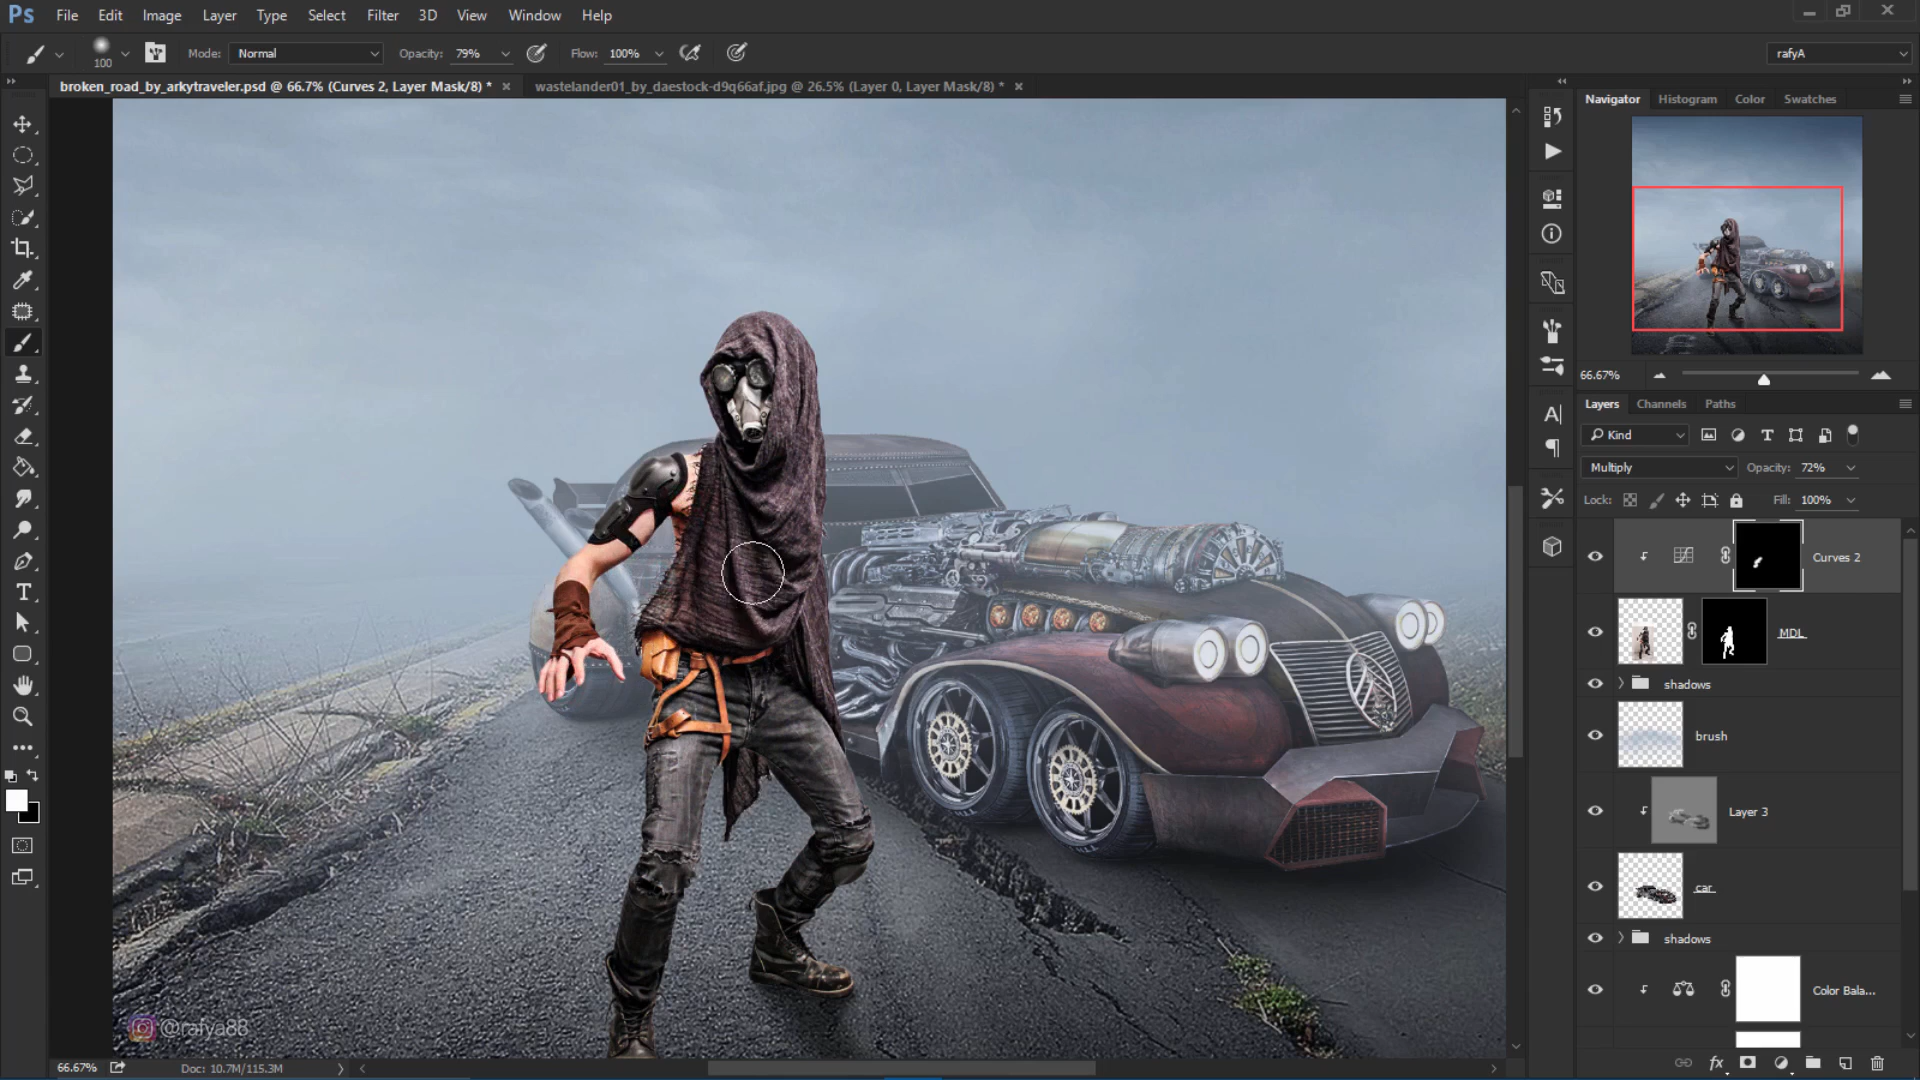 Ps File Edit Image Layer Type Select Filter 3D View Window Help
100 Mode: Normal Opacity: 79% Flow: 100% rafyA
broken_road_by_arkytraveler.psd @ 66.7% (Curves 2, Layer Mask/8) * wastelander01_by_daestock-d9q66af.jpg @ 26.5% (Layer 0, Layer Mask/8) *
Navigator Histogram Color Swatches
66.67%
Layers Channels Paths
Kind
Multiply Opacity: 72%
Lock: Fill: 100%
Curves 2
MDL
shadows
brush
Layer 3
car
shadows
Color Bala...
@rafya88
66.67% Doc: 10.7M/115.3M